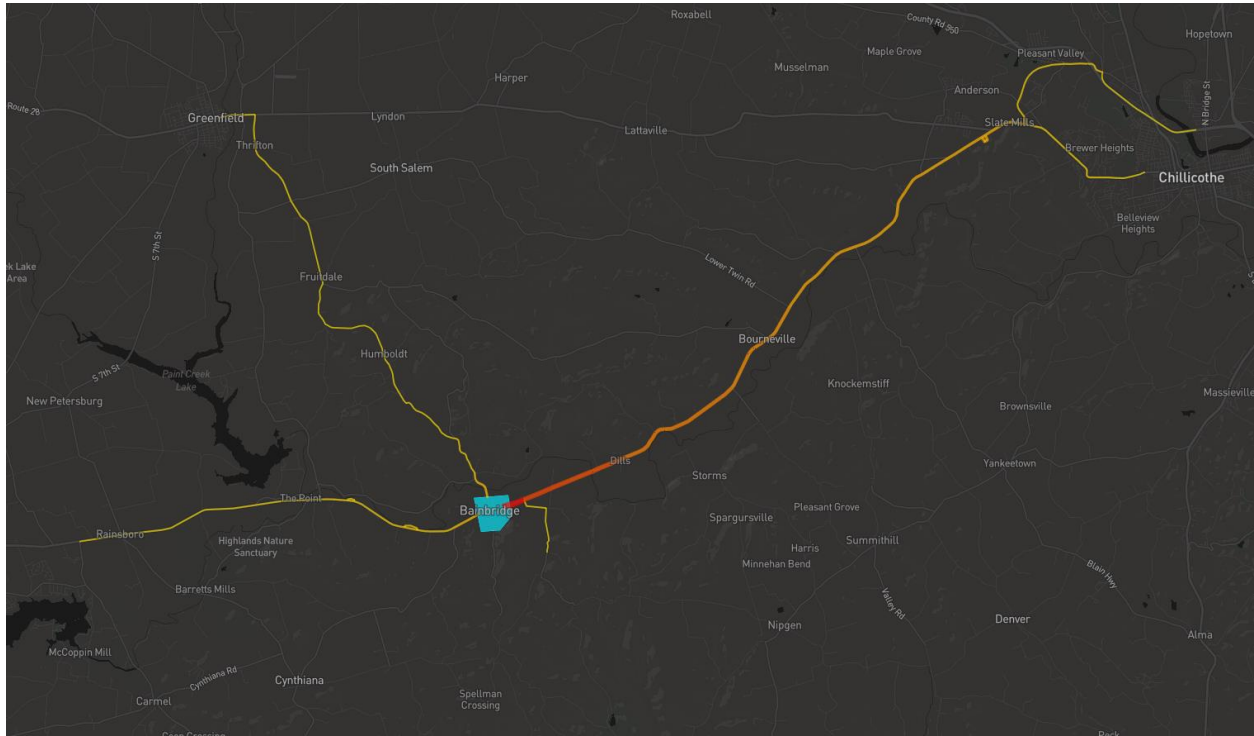 Roxabell
County Rd 550
Hopetown
Pleasant Valley
Maple Grove
Musselman
Harper
Anderson
N Bridge St
Route 28
Greenfield
Lyndon
Lattaville
Slate Mills
Thrifton
Brewer Heights
South Salem
Chillicothe
Belleview
Heights
S 7th St
ek Lake
Area
Fruitdale
Lower Twin Rd
Bourneville
Humboldt
S 7th St
Paint Creek
Lake
Knockemstiff
New Petersburg
Massieville
Brownsville
Dills
Storms
Yankeetown
The Point
Bainbridge
Pleasant Grove
Spargursville
Rainsboro
Highlands Nature
Sanctuary
Harris
Summithill
Minnehan Bend
Blain Hwy
Barretts Mills
Valley Rd
Denver
Nipgen
Alma
McCoppin Mill
Cynthiana Rd
Cynthiana
Spellman
Crossing
Carmel